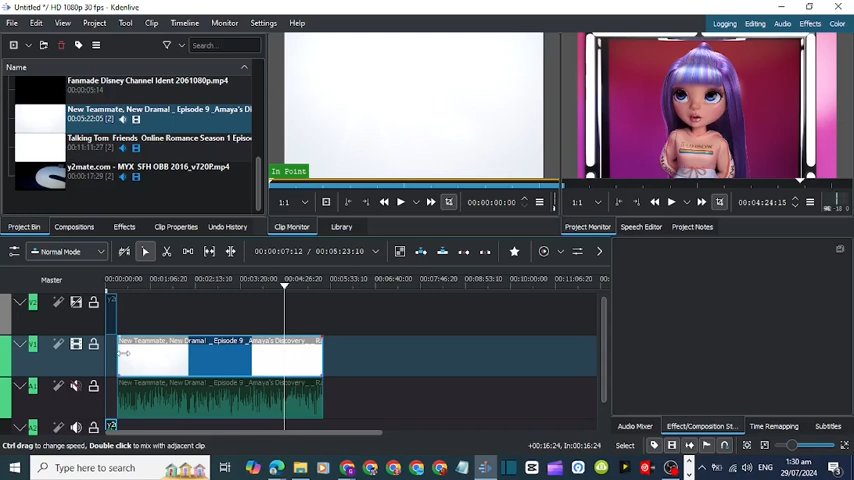 Untitled */ HD 1080p 30 fps - Kdenlive
File Edit View Project Tool Clip Timeline Monitor Settings Help
Logging Editing Audio Effects Color
Search...
Name
Fanmade Disney Channel Ident 2061080p.mp4
00:00:05:14
New Teammate, New Drama! _ Episode 9 _Amaya's Di
00:05:22:05 [2]
Talking Tom Friends Online Romance Season 1 Episo
00:11:11:27 [2]
y2mate.com - MYX SFH OBB 2016_v720P.mp4
00:00:17:29 [2]
In Point
RAINBOW
1:1
00:00:00:00
1:1
00:04:24:15
-18 0
Project Bin Compositions Effects Clip Properties Undo History
Clip Monitor Library
Project Monitor Speech Editor Project Notes
Normal Mode
00:00:07:12 / 00:05:23:10
Master
00:00:00:00 00:01:06:20 00:02:13:10 00:03:20:00 00:04:26:20 00:05:33:10 00:06:40:00 00:07:46:20 00:08:53:10 00:10:00:00 00:11:06:20 00:
V2
y2
V1
New Teammate, New Drama! _ Episode 9 _Amaya's Discovery _ _ Ra
A1
New Teammate, New Drama! _ Episode 9 _Amaya's Discovery _ _ Ra
A2
y2
Audio Mixer Effect/Composition St... Time Remapping Subtitles
Ctrl drag to change speed, Double click to mix with adjacent clip
+00:16:24, In:00:16:24
Select
Type here to search
ENG
1:30 am
29/07/2024
3